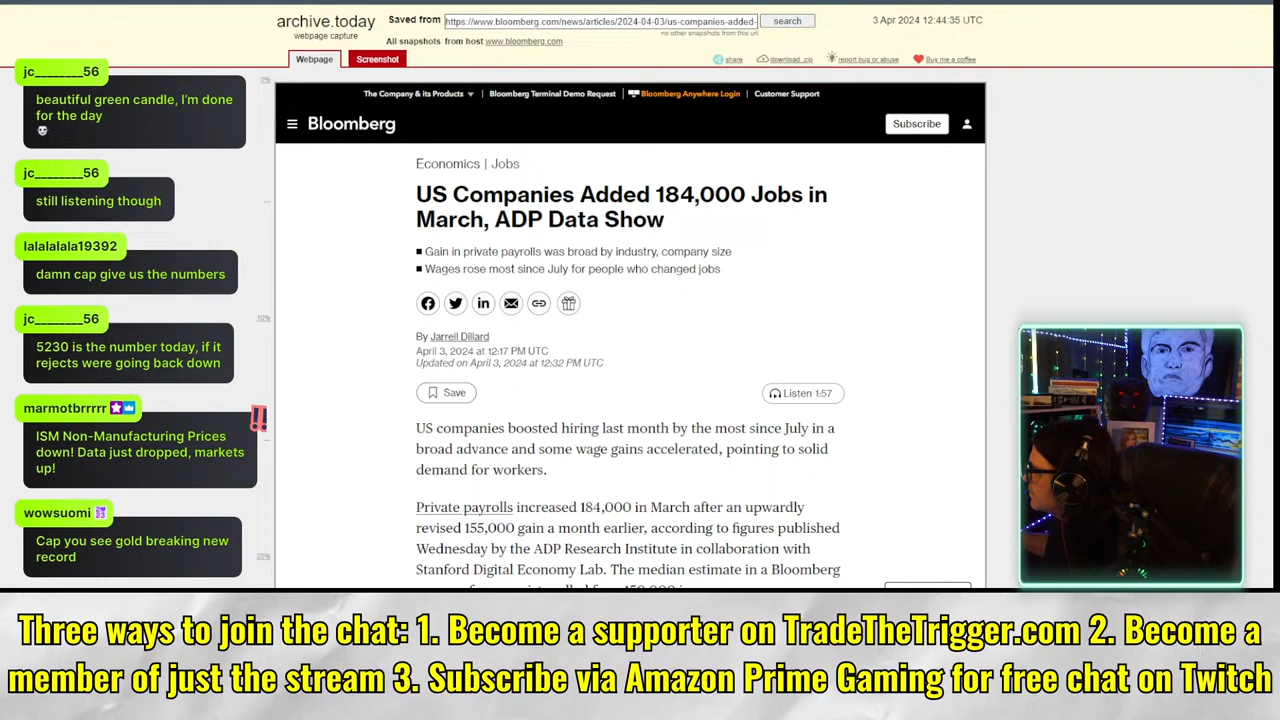 archive.today
webpage capture
Saved from
https://www.bloomberg.com/news/articles/2024-04-03/us-companies-added-
search
3 Apr 2024 12:44:35 UTC
no other snapshots from this url
All snapshots from host www.bloomberg.com
Webpage
Screenshot
share
download .zip
report bug or abuse
Buy me a coffee
0%
10%
20%
jc________56
beautiful green candle, I'm done
for the day
jc________56
still listening though
lalalalala19392
damn cap give us the numbers
jc________56
5230 is the number today, if it
rejects were going back down
marmotbrrrrr
ISM Non-Manufacturing Prices
down! Data just dropped, markets
up!
wowsuomi
Cap you see gold breaking new
record
The Company & its Products
Bloomberg Terminal Demo Request
Bloomberg Anywhere Login
Customer Support
Bloomberg
Subscribe
Economics | Jobs
US Companies Added 184,000 Jobs in
March, ADP Data Show
Gain in private payrolls was broad by industry, company size
Wages rose most since July for people who changed jobs
By Jarrell Dillard
April 3, 2024 at 12:17 PM UTC
Updated on April 3, 2024 at 12:32 PM UTC
Save
Listen 1:57
US companies boosted hiring last month by the most since July in a
broad advance and some wage gains accelerated, pointing to solid
demand for workers.
Private payrolls increased 184,000 in March after an upwardly
revised 155,000 gain a month earlier, according to figures published
Wednesday by the ADP Research Institute in collaboration with
Stanford Digital Economy Lab. The median estimate in a Bloomberg
Three ways to join the chat: 1. Become a supporter on TradeTheTrigger.com 2. Become a
member of just the stream 3. Subscribe via Amazon Prime Gaming for free chat on Twitch